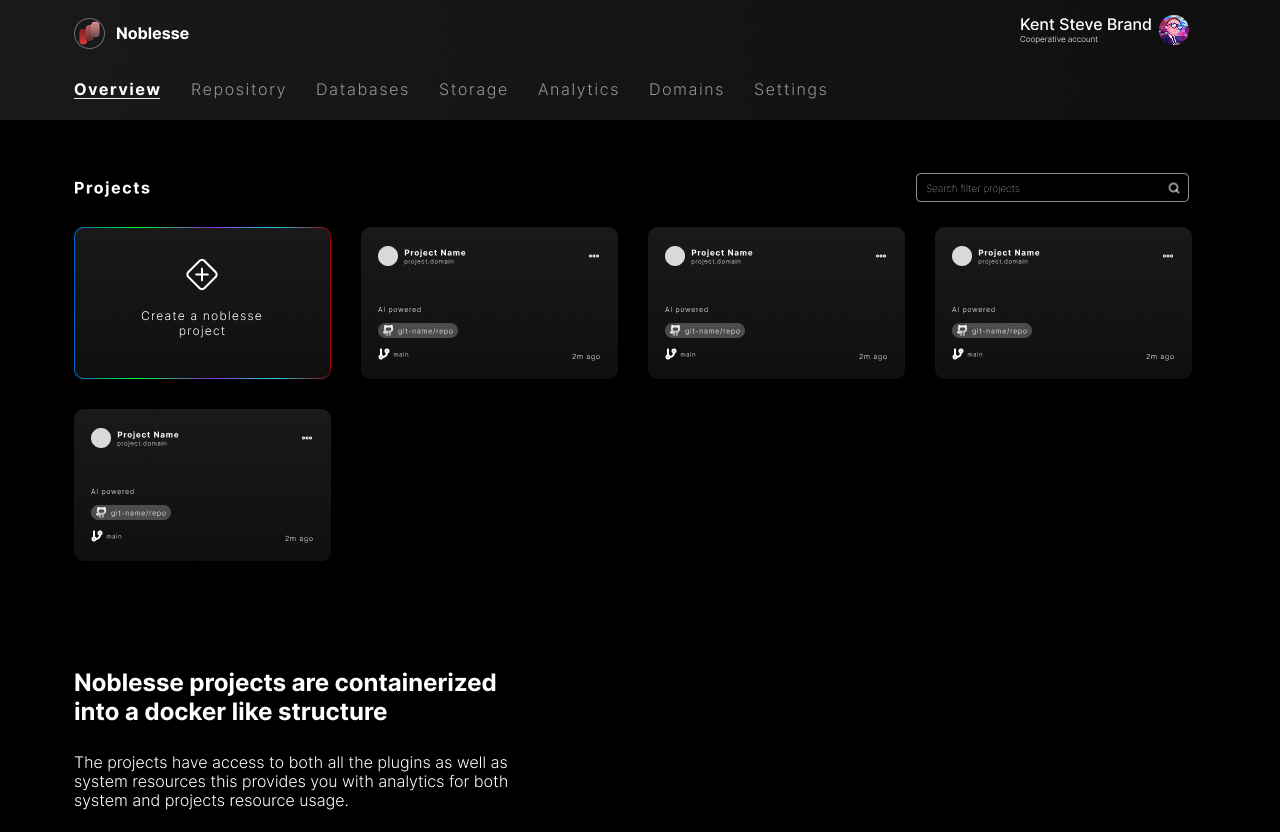 Noblesse
Kent Steve Brand
Cooperative account
Overview Repository Databases Storage Analytics Domains Settings
Projects
Search filter projects
Create a noblesse
project
Project Name
project.domain
AI powered
git-name/repo
main
2m ago
Project Name
project.domain
AI powered
git-name/repo
main
2m ago
Project Name
project.domain
AI powered
git-name/repo
main
2m ago
Project Name
project.domain
AI powered
git-name/repo
main
2m ago
Noblesse projects are containerized
into a docker like structure
The projects have access to both all the plugins as well as
system resources this provides you with analytics for both
system and projects resource usage.